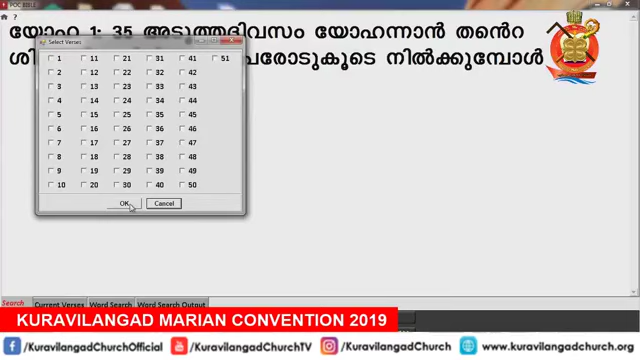 POC BIBLE
?
യോഹ 1: 35 അടുത്തദിവസം യോഹന്നാൻ തൻെറ
പരോടുകൂടെ നിൽക്കുമ്പോൾ
Select Verses
1 11 21 31 41 51
2 12 22 32 42
3 13 23 33 43
4 14 24 34 44
5 15 25 35 45
6 16 26 36 46
7 17 27 37 47
8 18 28 38 48
9 19 29 39 49
10 20 30 40 50
OK Cancel
Search Current Verses Word Search Word Search Output
KURAVILANGAD MARIAN CONVENTION 2019
/KuravilangadChurchOfficial /KuravilangadChurchTV www.kuravilangadchurch.org